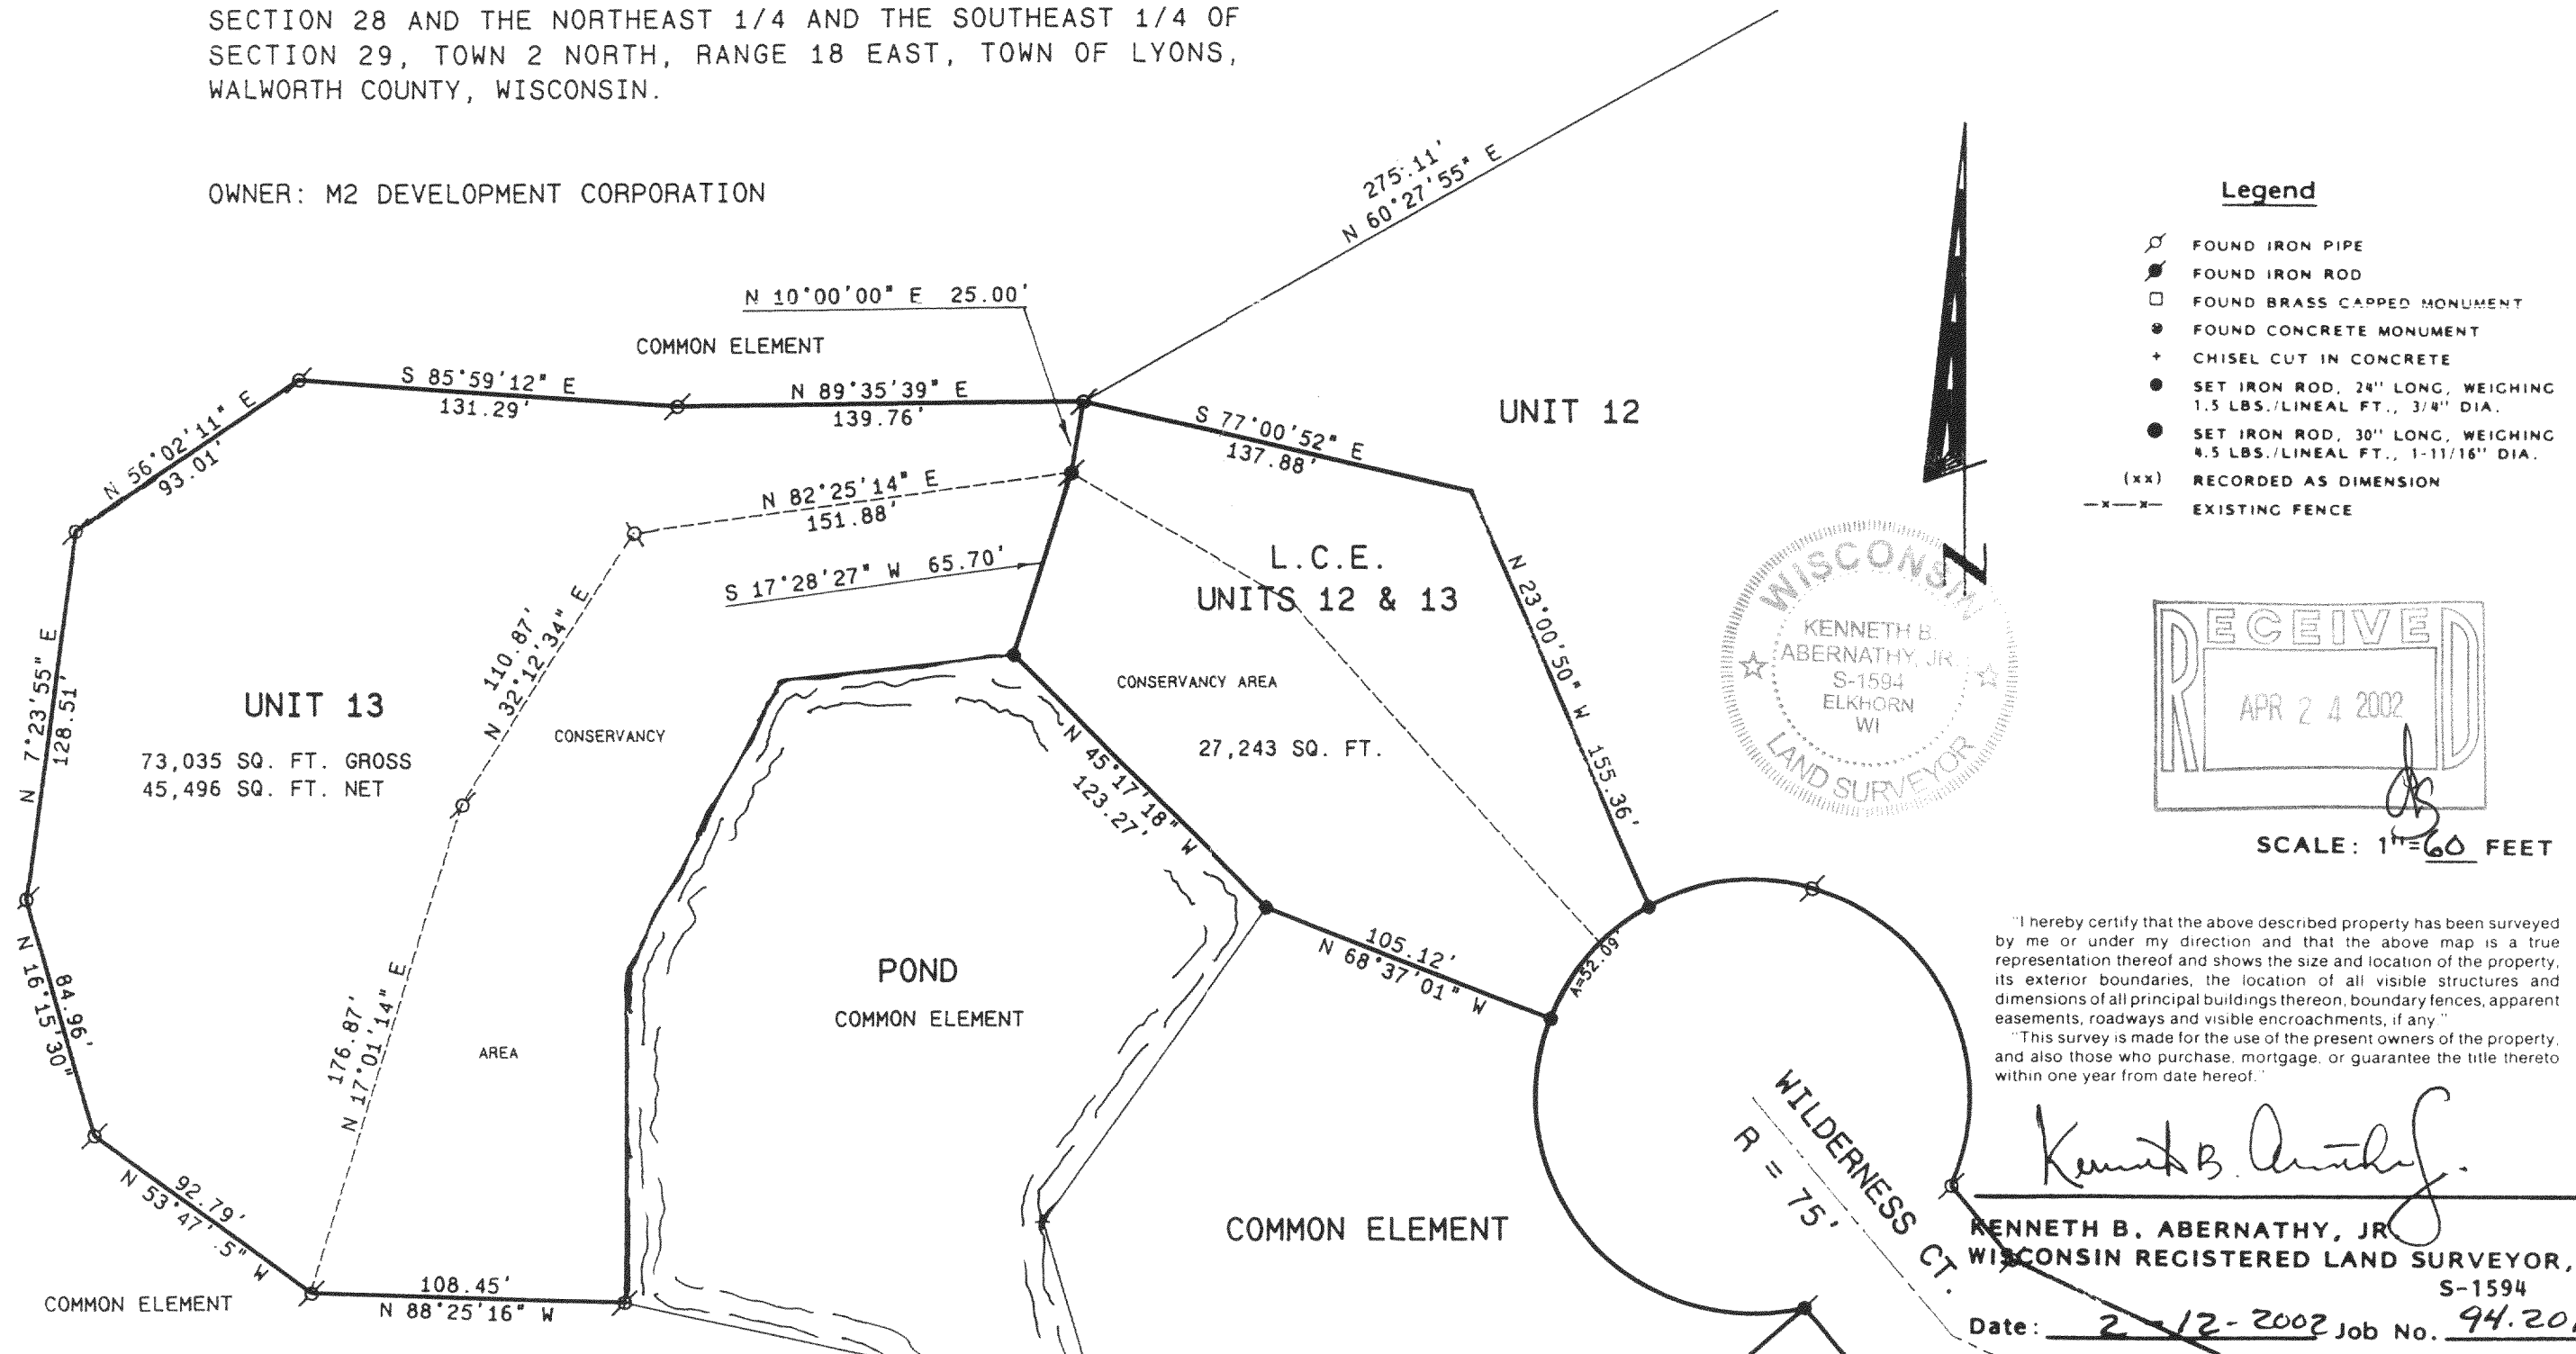 SECTION 28 AND THE NORTHEAST 1/4 AND THE SOUTHEAST 1/4 OF
SECTION 29, TOWN 2 NORTH, RANGE 18 EAST, TOWN OF LYONS,
WALWORTH COUNTY, WISCONSIN.
OWNER: M2 DEVELOPMENT CORPORATION
275.11'
N 60°27'55" E
N 10°00'00" E 25.00'
COMMON ELEMENT
S 85°59'12" E
131.29'
N 89°35'39" E
139.76'
N 56°02'11" E
93.01'
S 77°00'52" E
137.88'
UNIT 12
N 82°25'14" E
151.88'
S 17°28'27" W 65.70'
L.C.E.
UNITS 12 & 13
N 23°00'50" W 155.36'
110.87'
N 32°12'34" E
N 7°23'55" E
128.51'
UNIT 13
73,035 SQ. FT. GROSS
45,496 SQ. FT. NET
CONSERVANCY
CONSERVANCY AREA
27,243 SQ. FT.
N 45°17'18" W
123.27'
84.96'
N 16°15'30"
176.87'
N 17°01'14" E
AREA
POND
COMMON ELEMENT
105.12'
N 68°37'01" W
A=52.09'
92.79'
N 53°47' .5" W
108.45'
N 88°25'16" W
COMMON ELEMENT
COMMON ELEMENT
WILDERNESS CT.
R = 75'
Legend
FOUND IRON PIPE
FOUND IRON ROD
FOUND BRASS CAPPED MONUMENT
FOUND CONCRETE MONUMENT
+ CHISEL CUT IN CONCRETE
SET IRON ROD, 24" LONG, WEIGHING
1.5 LBS./LINEAL FT., 3/4" DIA.
SET IRON ROD, 30" LONG, WEIGHING
4.5 LBS./LINEAL FT., 1-11/16" DIA.
(xx) RECORDED AS DIMENSION
—x—x— EXISTING FENCE
N
WISCONSIN
KENNETH B.
ABERNATHY, JR.
S-1594
ELKHORN
WI
LAND SURVEYOR
RECEIVED
APR 24 2002
SCALE: 1"=60 FEET
"I hereby certify that the above described property has been surveyed
by me or under my direction and that the above map is a true
representation thereof and shows the size and location of the property,
its exterior boundaries, the location of all visible structures and
dimensions of all principal buildings thereon, boundary fences, apparent
easements, roadways and visible encroachments, if any."
"This survey is made for the use of the present owners of the property,
and also those who purchase, mortgage, or guarantee the title thereto
within one year from date hereof."
KENNETH B. ABERNATHY, JR.
WISCONSIN REGISTERED LAND SURVEYOR,
S-1594
Date: 2-12-2002 Job No. 94.20